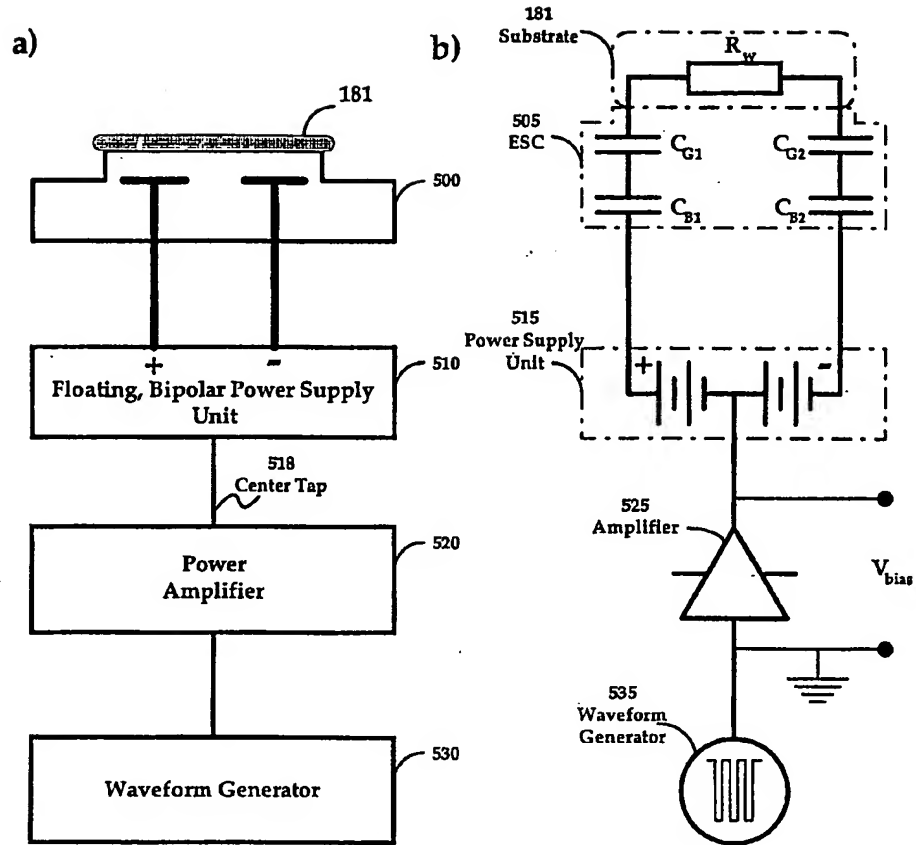 a)
181
500
+ -
510
Floating, Bipolar Power Supply
Unit
518
Center Tap
520
Power
Amplifier
530
Waveform Generator
b)
181
Substrate
R_w
505
ESC
C_G1
C_G2
C_B1
C_B2
515
Power Supply
Unit
+ -
525
Amplifier
V_bias
535
Waveform
Generator